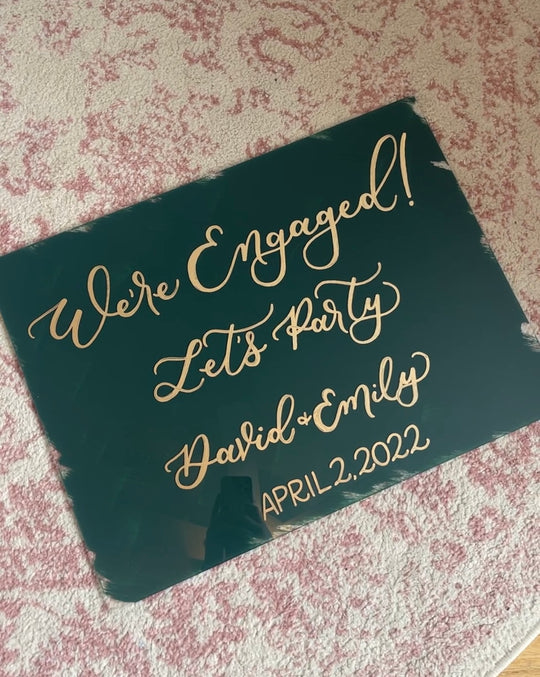 We're Engaged!
Let's Party
David + Emily
APRIL 2, 2022